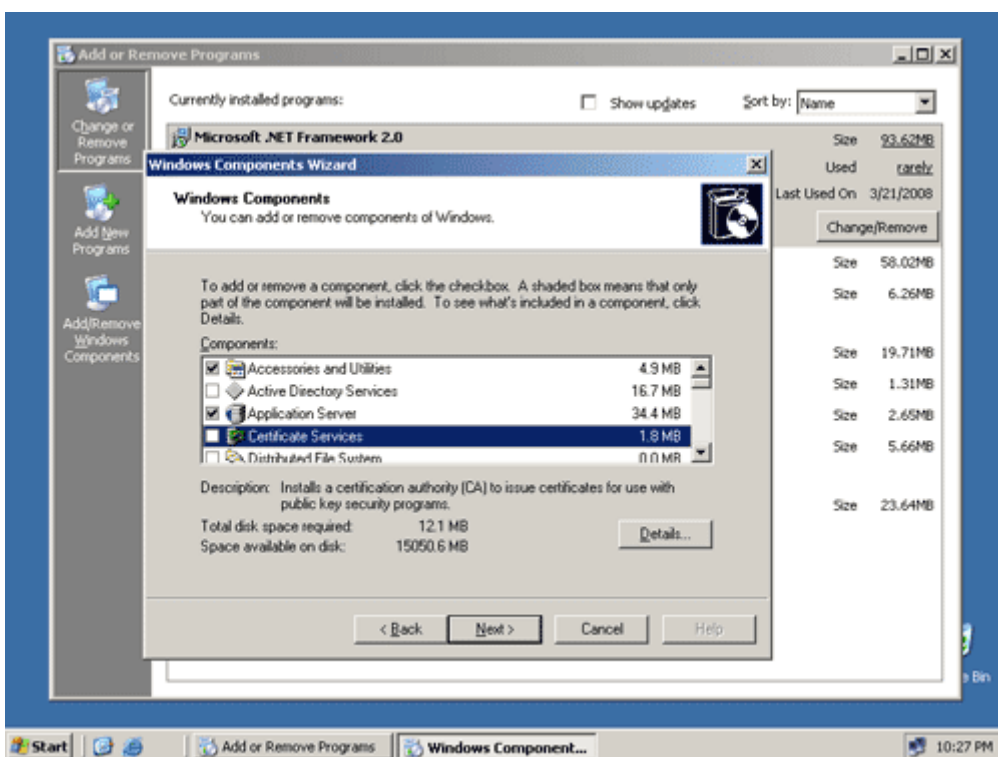 Add or Remove Programs
Change or
Remove
Programs
Add New
Programs
Add/Remove
Windows
Components
Currently installed programs:
Show updates
Sort by: Name
Microsoft .NET Framework 2.0
Size 93.62MB
Used rarely
Last Used On 3/21/2008
Change/Remove
Size 58.02MB
Size 6.26MB
Size 19.71MB
Size 1.31MB
Size 2.65MB
Size 5.66MB
Size 23.64MB
Windows Components Wizard
Windows Components
You can add or remove components of Windows.
To add or remove a component, click the checkbox. A shaded box means that only
part of the component will be installed. To see what's included in a component, click
Details.
Components:
Accessories and Utilities 4.9 MB
Active Directory Services 16.7 MB
Application Server 34.4 MB
Certificate Services 1.8 MB
Distributed File System 0.0 MB
Description: Installs a certification authority (CA) to issue certificates for use with
public key security programs.
Total disk space required: 12.1 MB
Space available on disk: 15050.6 MB
Details...
< Back
Next >
Cancel
Help
Bin
Start
Add or Remove Programs
Windows Component...
10:27 PM